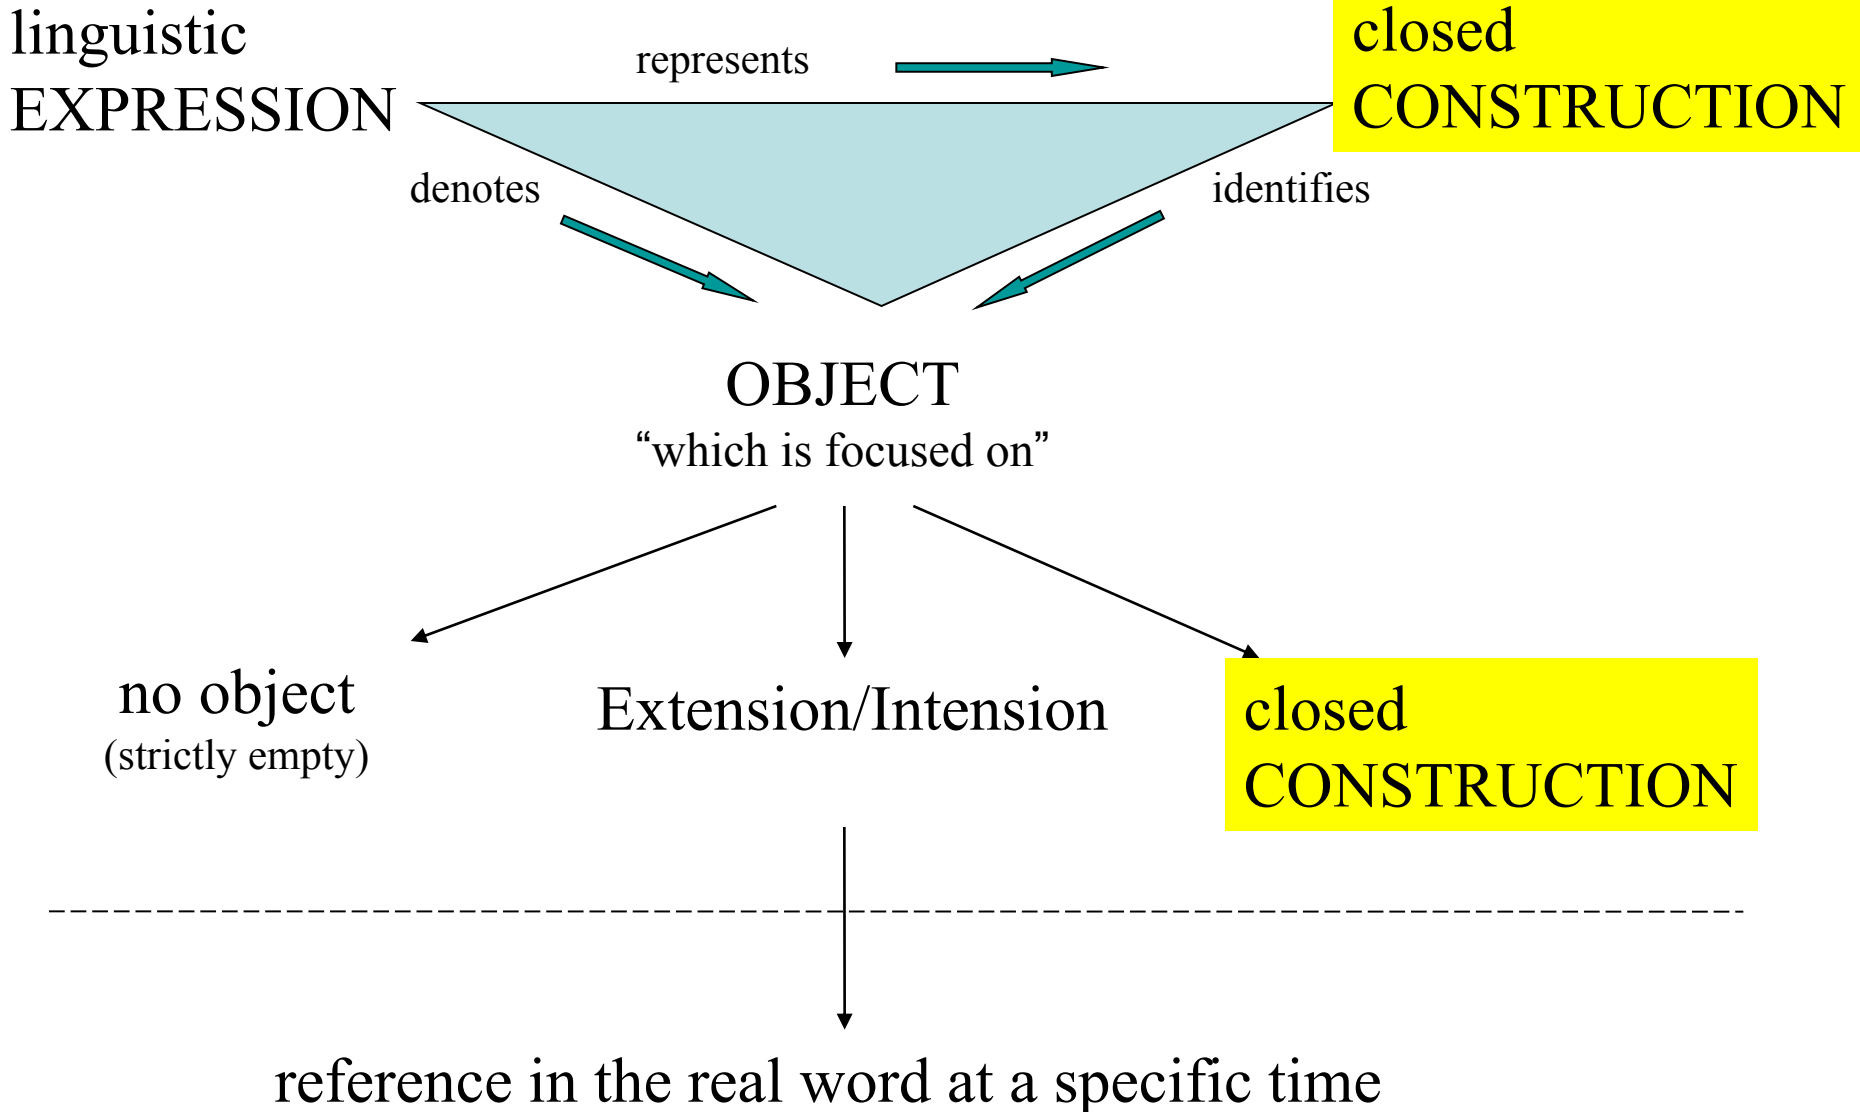 linguistic
EXPRESSION
represents
closed
CONSTRUCTION
denotes
identifies
OBJECT
“which is focused on”
no object
(strictly empty)
Extension/Intension
closed
CONSTRUCTION
reference in the real word at a specific time